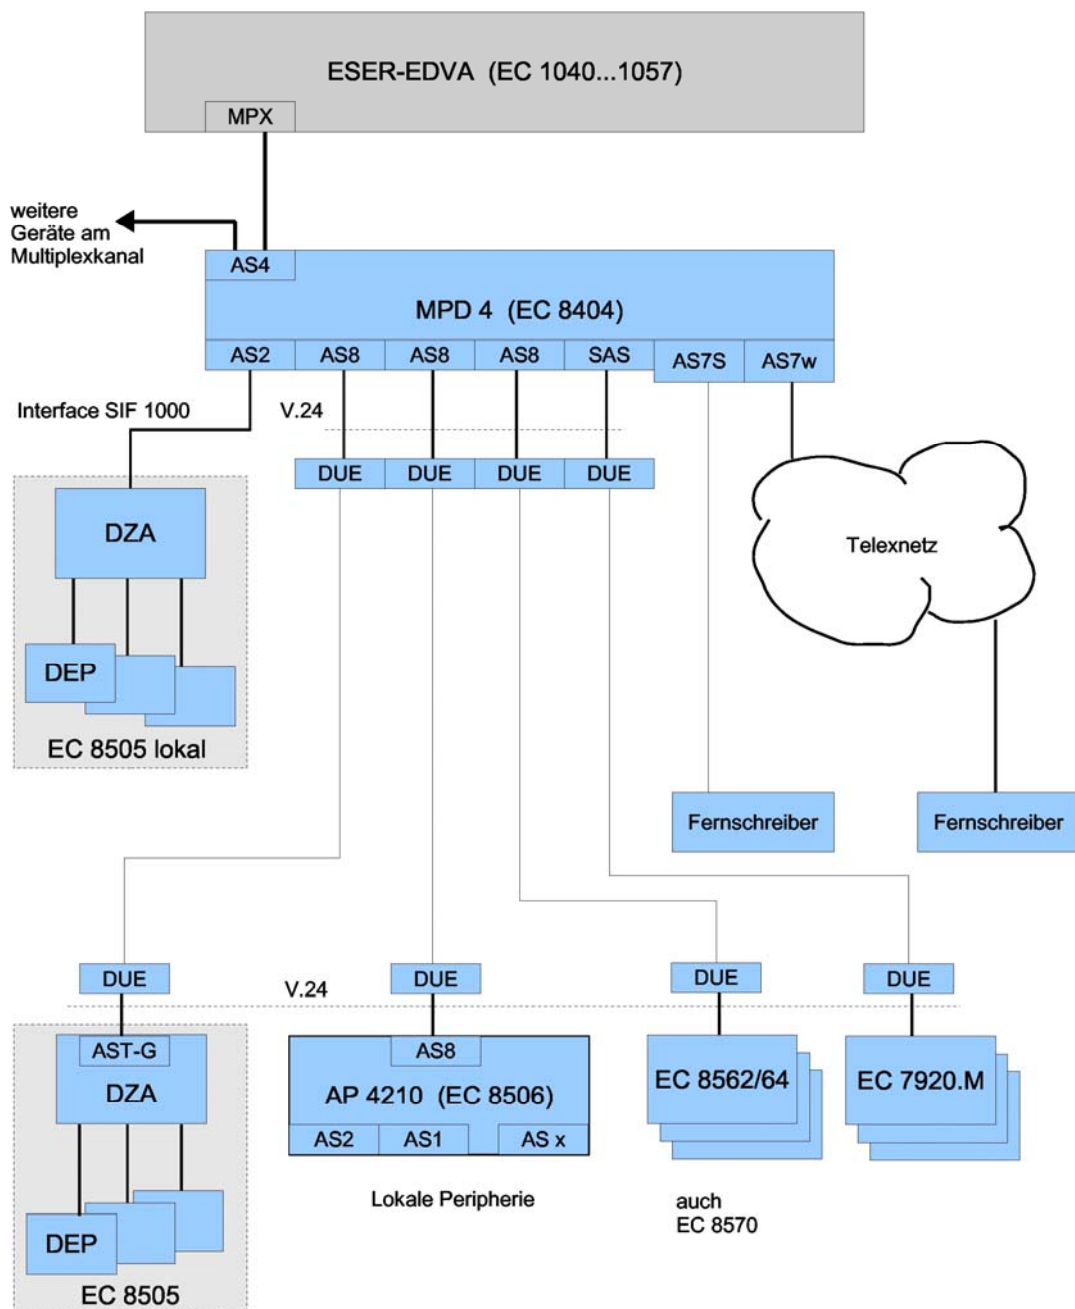 ESER-EDVA (EC 1040...1057)
MPX
weitere
Geräte am
Multiplexkanal
AS4
MPD 4 (EC 8404)
AS2
AS8
AS8
AS8
SAS
AS7S
AS7w
Interface SIF 1000
V.24
DUE
DUE
DUE
DUE
DZA
Telexnetz
DEP
EC 8505 lokal
Fernschreiber
Fernschreiber
DUE
DUE
DUE
DUE
V.24
AST-G
DZA
AS8
AP 4210 (EC 8506)
AS2
AS1
AS x
EC 8562/64
EC 7920.M
Lokale Peripherie
auch
EC 8570
DEP
EC 8505